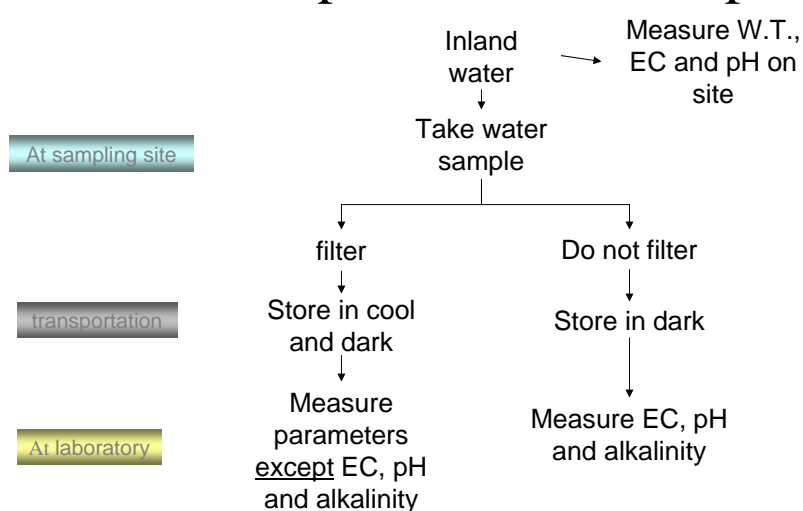 Inland
water
Measure W.T.,
EC and pH on
site
At sampling site
Take water
sample
filter
Do not filter
transportation
Store in cool
and dark
Store in dark
At laboratory
Measure
parameters
except EC, pH
and alkalinity
Measure EC, pH
and alkalinity